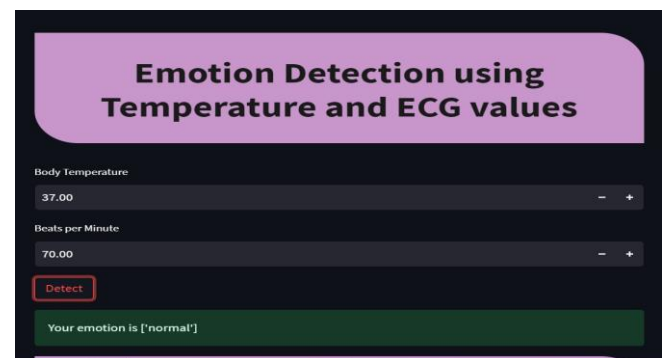 Emotion Detection using
Temperature and ECG values
Body Temperature
37.00 − +
Beats per Minute
70.00 − +
Detect
Your emotion is ['normal']